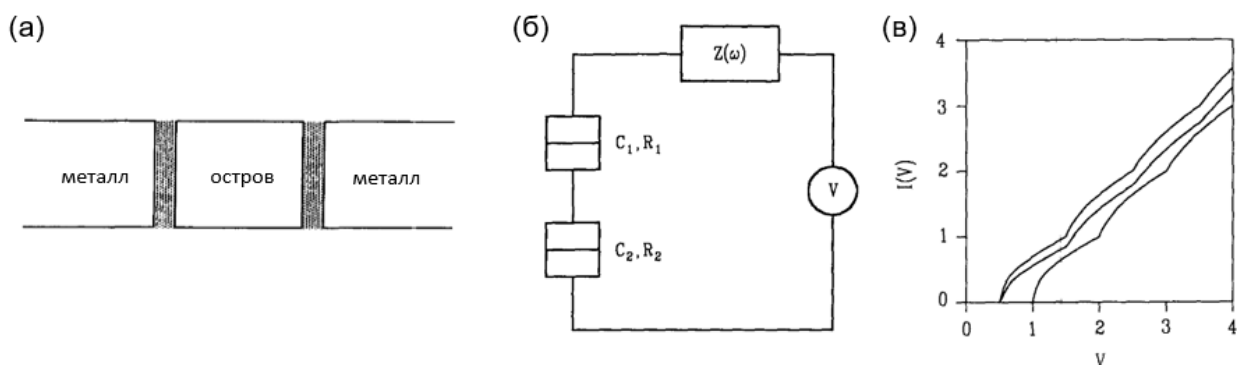 (а)
металл
остров
металл
(б)
Z(ω)
C₁,R₁
C₂,R₂
V
(в)
I(V)
4
3
2
1
0
0 1 2 3 4
V